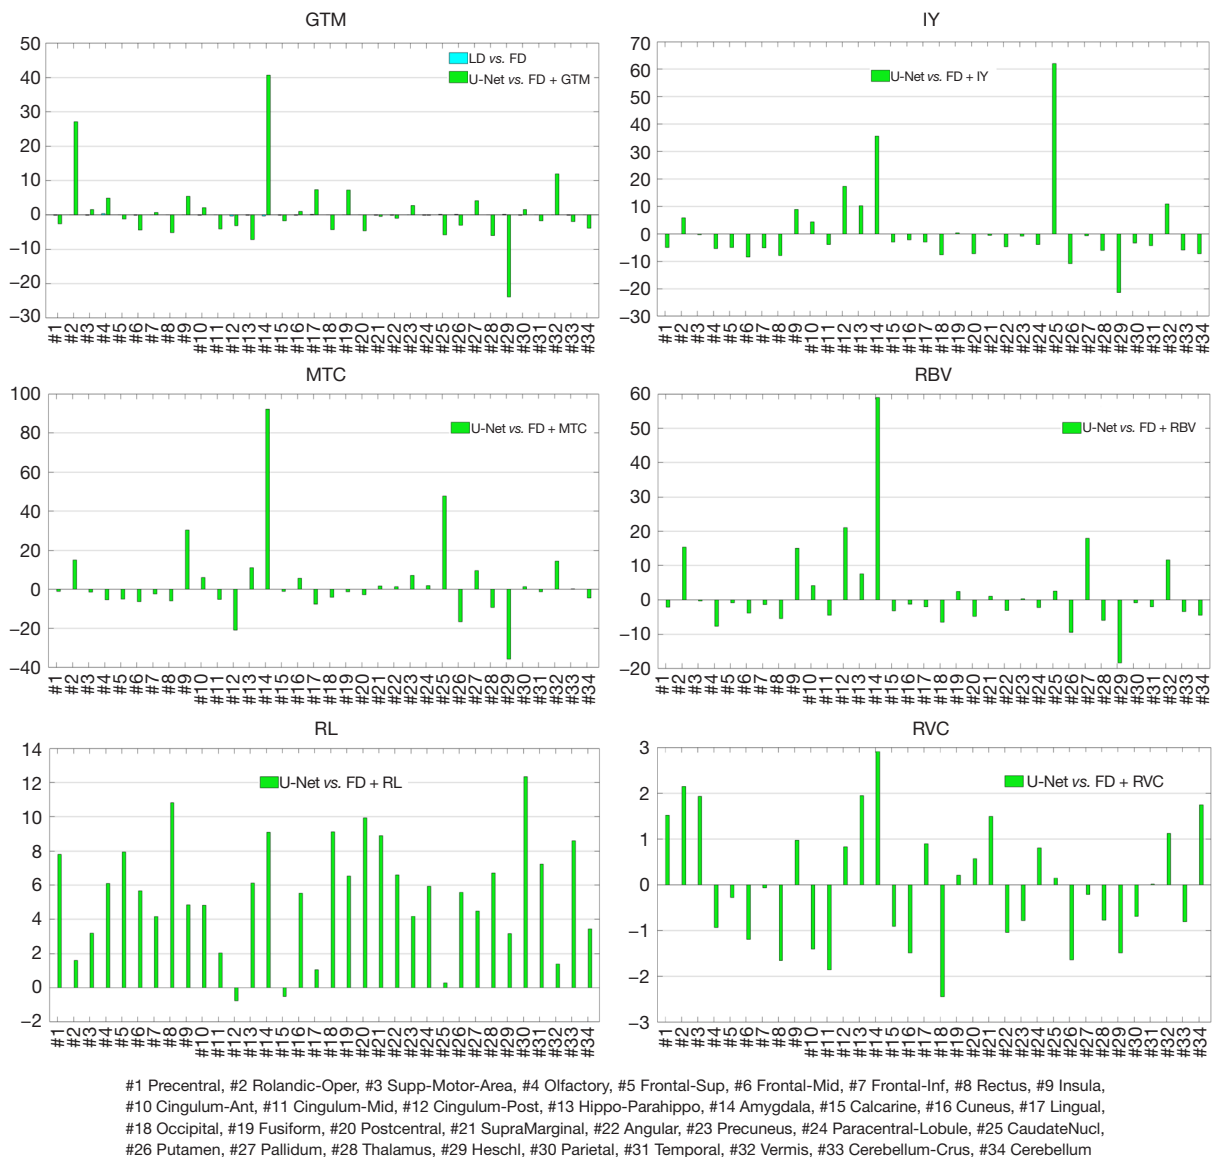 GTM
50
40
30
20
10
0
−10
−20
−30
LD vs. FD
U-Net vs. FD + GTM
#1 #2 #3 #4 #5 #6 #7 #8 #9 #10 #11 #12 #13 #14 #15 #16 #17 #18 #19 #20 #21 #22 #23 #24 #25 #26 #27 #28 #29 #30 #31 #32 #33 #34
IY
70
60
50
40
30
20
10
0
−10
−20
−30
U-Net vs. FD + IY
#1 #2 #3 #4 #5 #6 #7 #8 #9 #10 #11 #12 #13 #14 #15 #16 #17 #18 #19 #20 #21 #22 #23 #24 #25 #26 #27 #28 #29 #30 #31 #32 #33 #34
MTC
100
80
60
40
20
0
−20
−40
U-Net vs. FD + MTC
#1 #2 #3 #4 #5 #6 #7 #8 #9 #10 #11 #12 #13 #14 #15 #16 #17 #18 #19 #20 #21 #22 #23 #24 #25 #26 #27 #28 #29 #30 #31 #32 #33 #34
RBV
60
50
40
30
20
10
0
−10
−20
U-Net vs. FD + RBV
#1 #2 #3 #4 #5 #6 #7 #8 #9 #10 #11 #12 #13 #14 #15 #16 #17 #18 #19 #20 #21 #22 #23 #24 #25 #26 #27 #28 #29 #30 #31 #32 #33 #34
RL
14
12
10
8
6
4
2
0
−2
U-Net vs. FD + RL
#1 #2 #3 #4 #5 #6 #7 #8 #9 #10 #11 #12 #13 #14 #15 #16 #17 #18 #19 #20 #21 #22 #23 #24 #25 #26 #27 #28 #29 #30 #31 #32 #33 #34
RVC
3
2
1
0
−1
−2
−3
U-Net vs. FD + RVC
#1 #2 #3 #4 #5 #6 #7 #8 #9 #10 #11 #12 #13 #14 #15 #16 #17 #18 #19 #20 #21 #22 #23 #24 #25 #26 #27 #28 #29 #30 #31 #32 #33 #34
#1 Precentral, #2 Rolandic-Oper, #3 Supp-Motor-Area, #4 Olfactory, #5 Frontal-Sup, #6 Frontal-Mid, #7 Frontal-Inf, #8 Rectus, #9 Insula,
#10 Cingulum-Ant, #11 Cingulum-Mid, #12 Cingulum-Post, #13 Hippo-Parahippo, #14 Amygdala, #15 Calcarine, #16 Cuneus, #17 Lingual,
#18 Occipital, #19 Fusiform, #20 Postcentral, #21 SupraMarginal, #22 Angular, #23 Precuneus, #24 Paracentral-Lobule, #25 CaudateNucl,
#26 Putamen, #27 Pallidum, #28 Thalamus, #29 Heschl, #30 Parietal, #31 Temporal, #32 Vermis, #33 Cerebellum-Crus, #34 Cerebellum